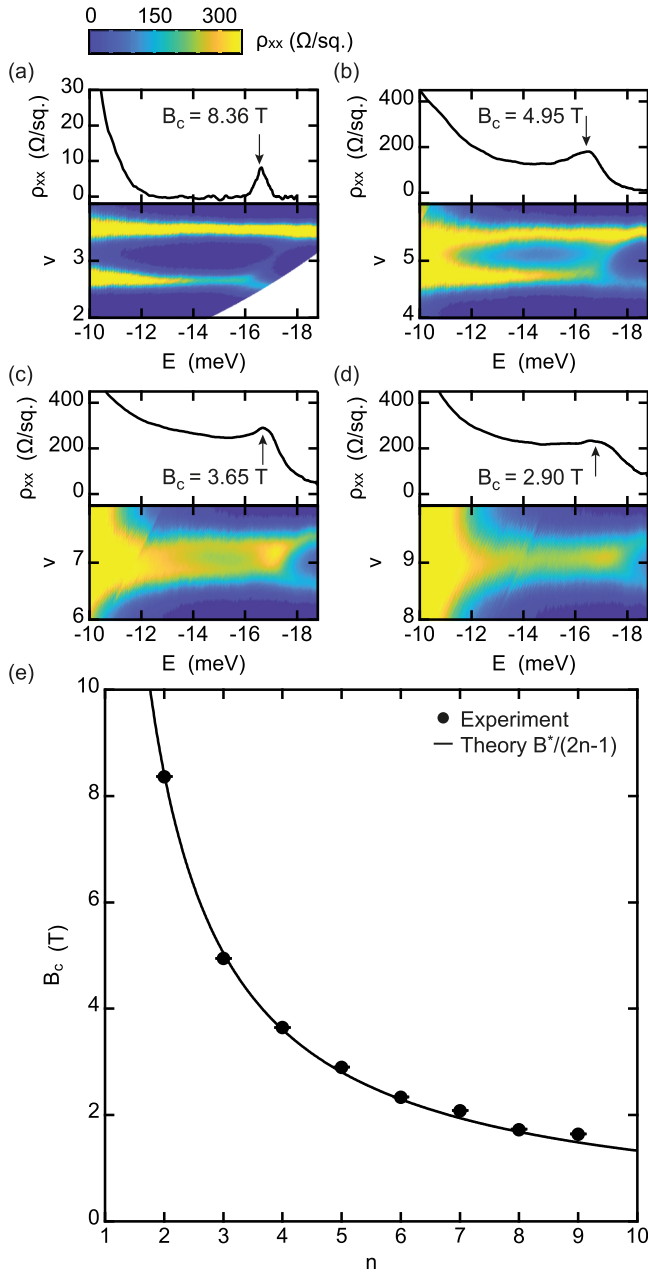 0 150 300
ρxx (Ω/sq.)
(a)
30
20
10
0
ρxx (Ω/sq.)
Bc = 8.36 T
3
2
ν
-10 -12 -14 -16 -18
E (meV)
(b)
400
200
0
ρxx (Ω/sq.)
Bc = 4.95 T
5
4
ν
-10 -12 -14 -16 -18
E (meV)
(c)
400
200
0
ρxx (Ω/sq.)
Bc = 3.65 T
7
6
ν
-10 -12 -14 -16 -18
E (meV)
(d)
400
200
0
ρxx (Ω/sq.)
Bc = 2.90 T
9
8
ν
-10 -12 -14 -16 -18
E (meV)
(e)
10
8
6
4
2
0
Bc (T)
Experiment
Theory B*/(2n-1)
1 2 3 4 5 6 7 8 9 10
n